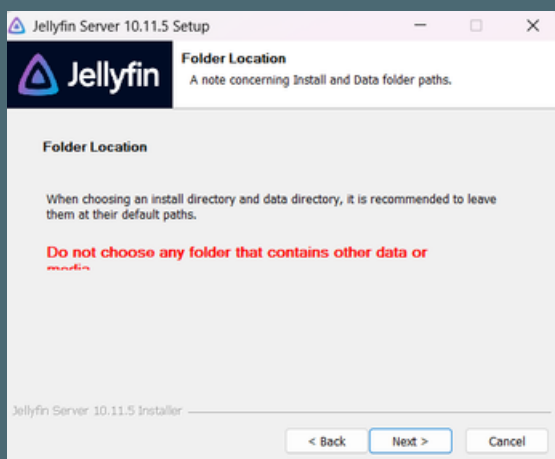 Jellyfin Server 10.11.5 Setup
Jellyfin
Folder Location
A note concerning Install and Data folder paths.
Folder Location
When choosing an install directory and data directory, it is recommended to leave
them at their default paths.
Do not choose any folder that contains other data or
media
Jellyfin Server 10.11.5 Installer
< Back
Next >
Cancel